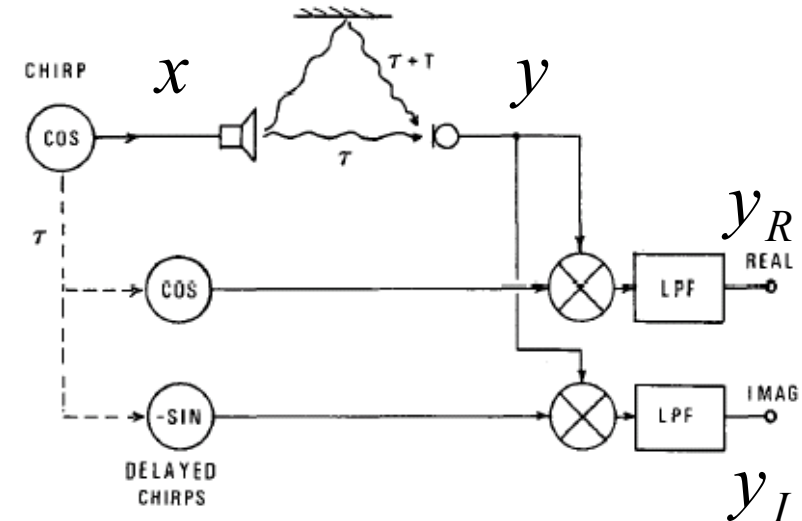 CHIRP
x
τ + T
y
COS
τ
τ
y_R
REAL
COS
LPF
IMAG
-SIN
LPF
DELAYED
CHIRPS
y_I